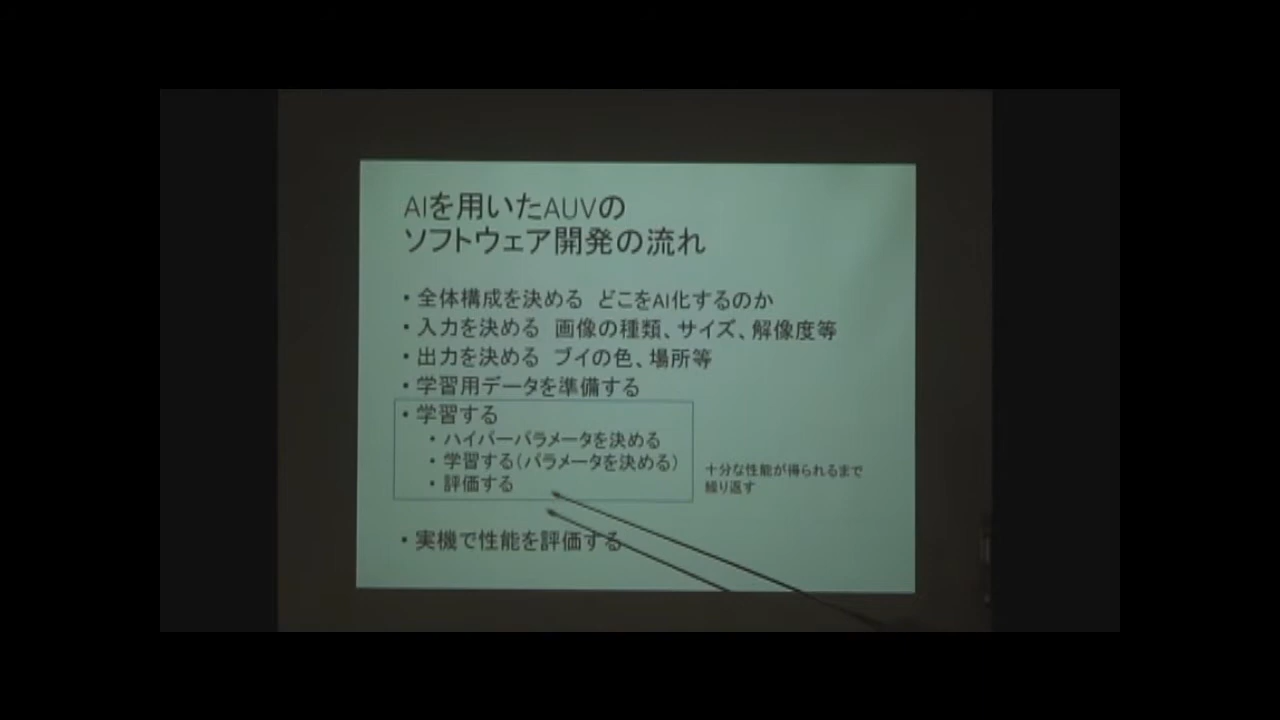 AIを用いたAUVの
ソフトウェア開発の流れ
・全体構成を決める どこをAI化するのか
・入力を決める 画像の種類、サイズ、解像度等
・出力を決める ブイの色、場所等
・学習用データを準備する
・学習する
・ハイパーパラメータを決める
・学習する（パラメータを決める）
・評価する
十分な性能が得られるまで
繰り返す
・実機で性能を評価する